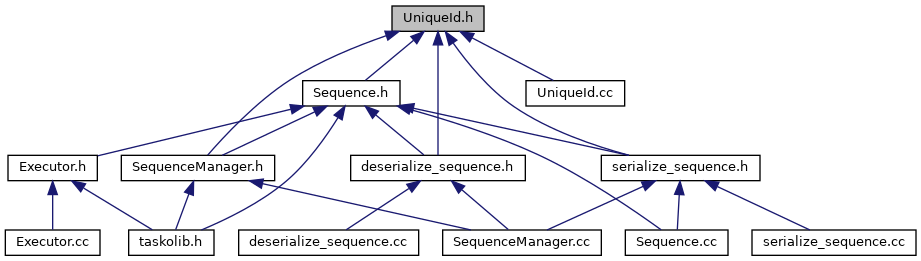 UniqueId.h
Sequence.h
UniqueId.cc
Executor.h
SequenceManager.h
deserialize_sequence.h
serialize_sequence.h
Executor.cc
taskolib.h
deserialize_sequence.cc
SequenceManager.cc
Sequence.cc
serialize_sequence.cc